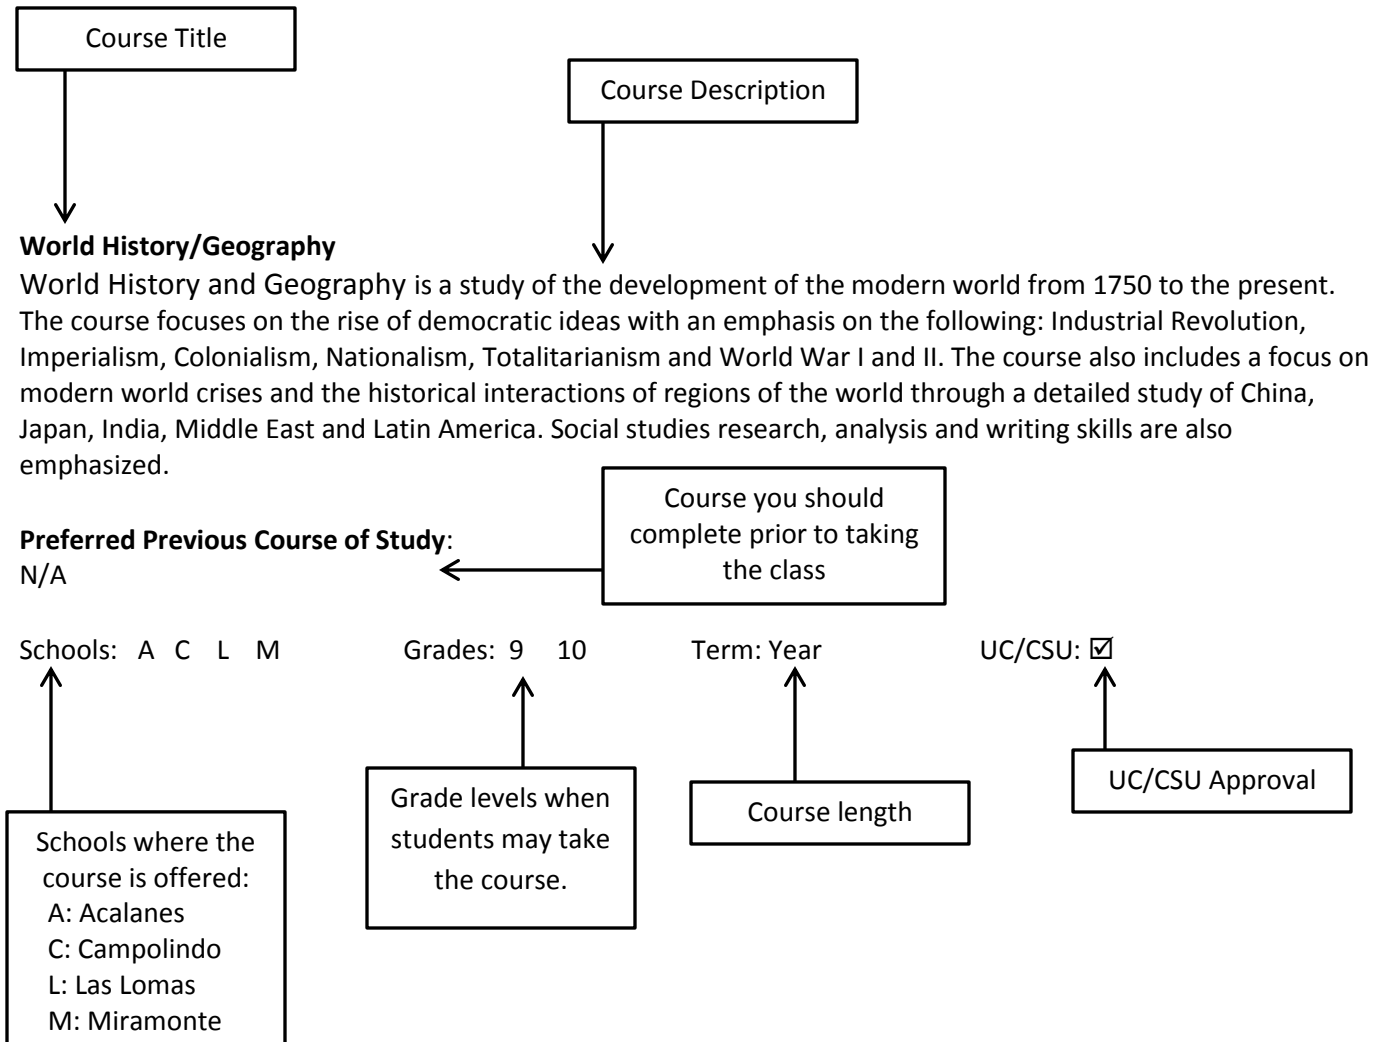 Course Title
Course Description
World History/Geography
World History and Geography is a study of the development of the modern world from 1750 to the present.
The course focuses on the rise of democratic ideas with an emphasis on the following: Industrial Revolution,
Imperialism, Colonialism, Nationalism, Totalitarianism and World War I and II. The course also includes a focus on
modern world crises and the historical interactions of regions of the world through a detailed study of China,
Japan, India, Middle East and Latin America. Social studies research, analysis and writing skills are also
emphasized.
Course you should
complete prior to taking
the class
Preferred Previous Course of Study:
N/A
Schools: A C L M Grades: 9 10 Term: Year UC/CSU: ☑
Schools where the
course is offered:
A: Acalanes
C: Campolindo
L: Las Lomas
M: Miramonte
Grade levels when
students may take
the course.
Course length
UC/CSU Approval